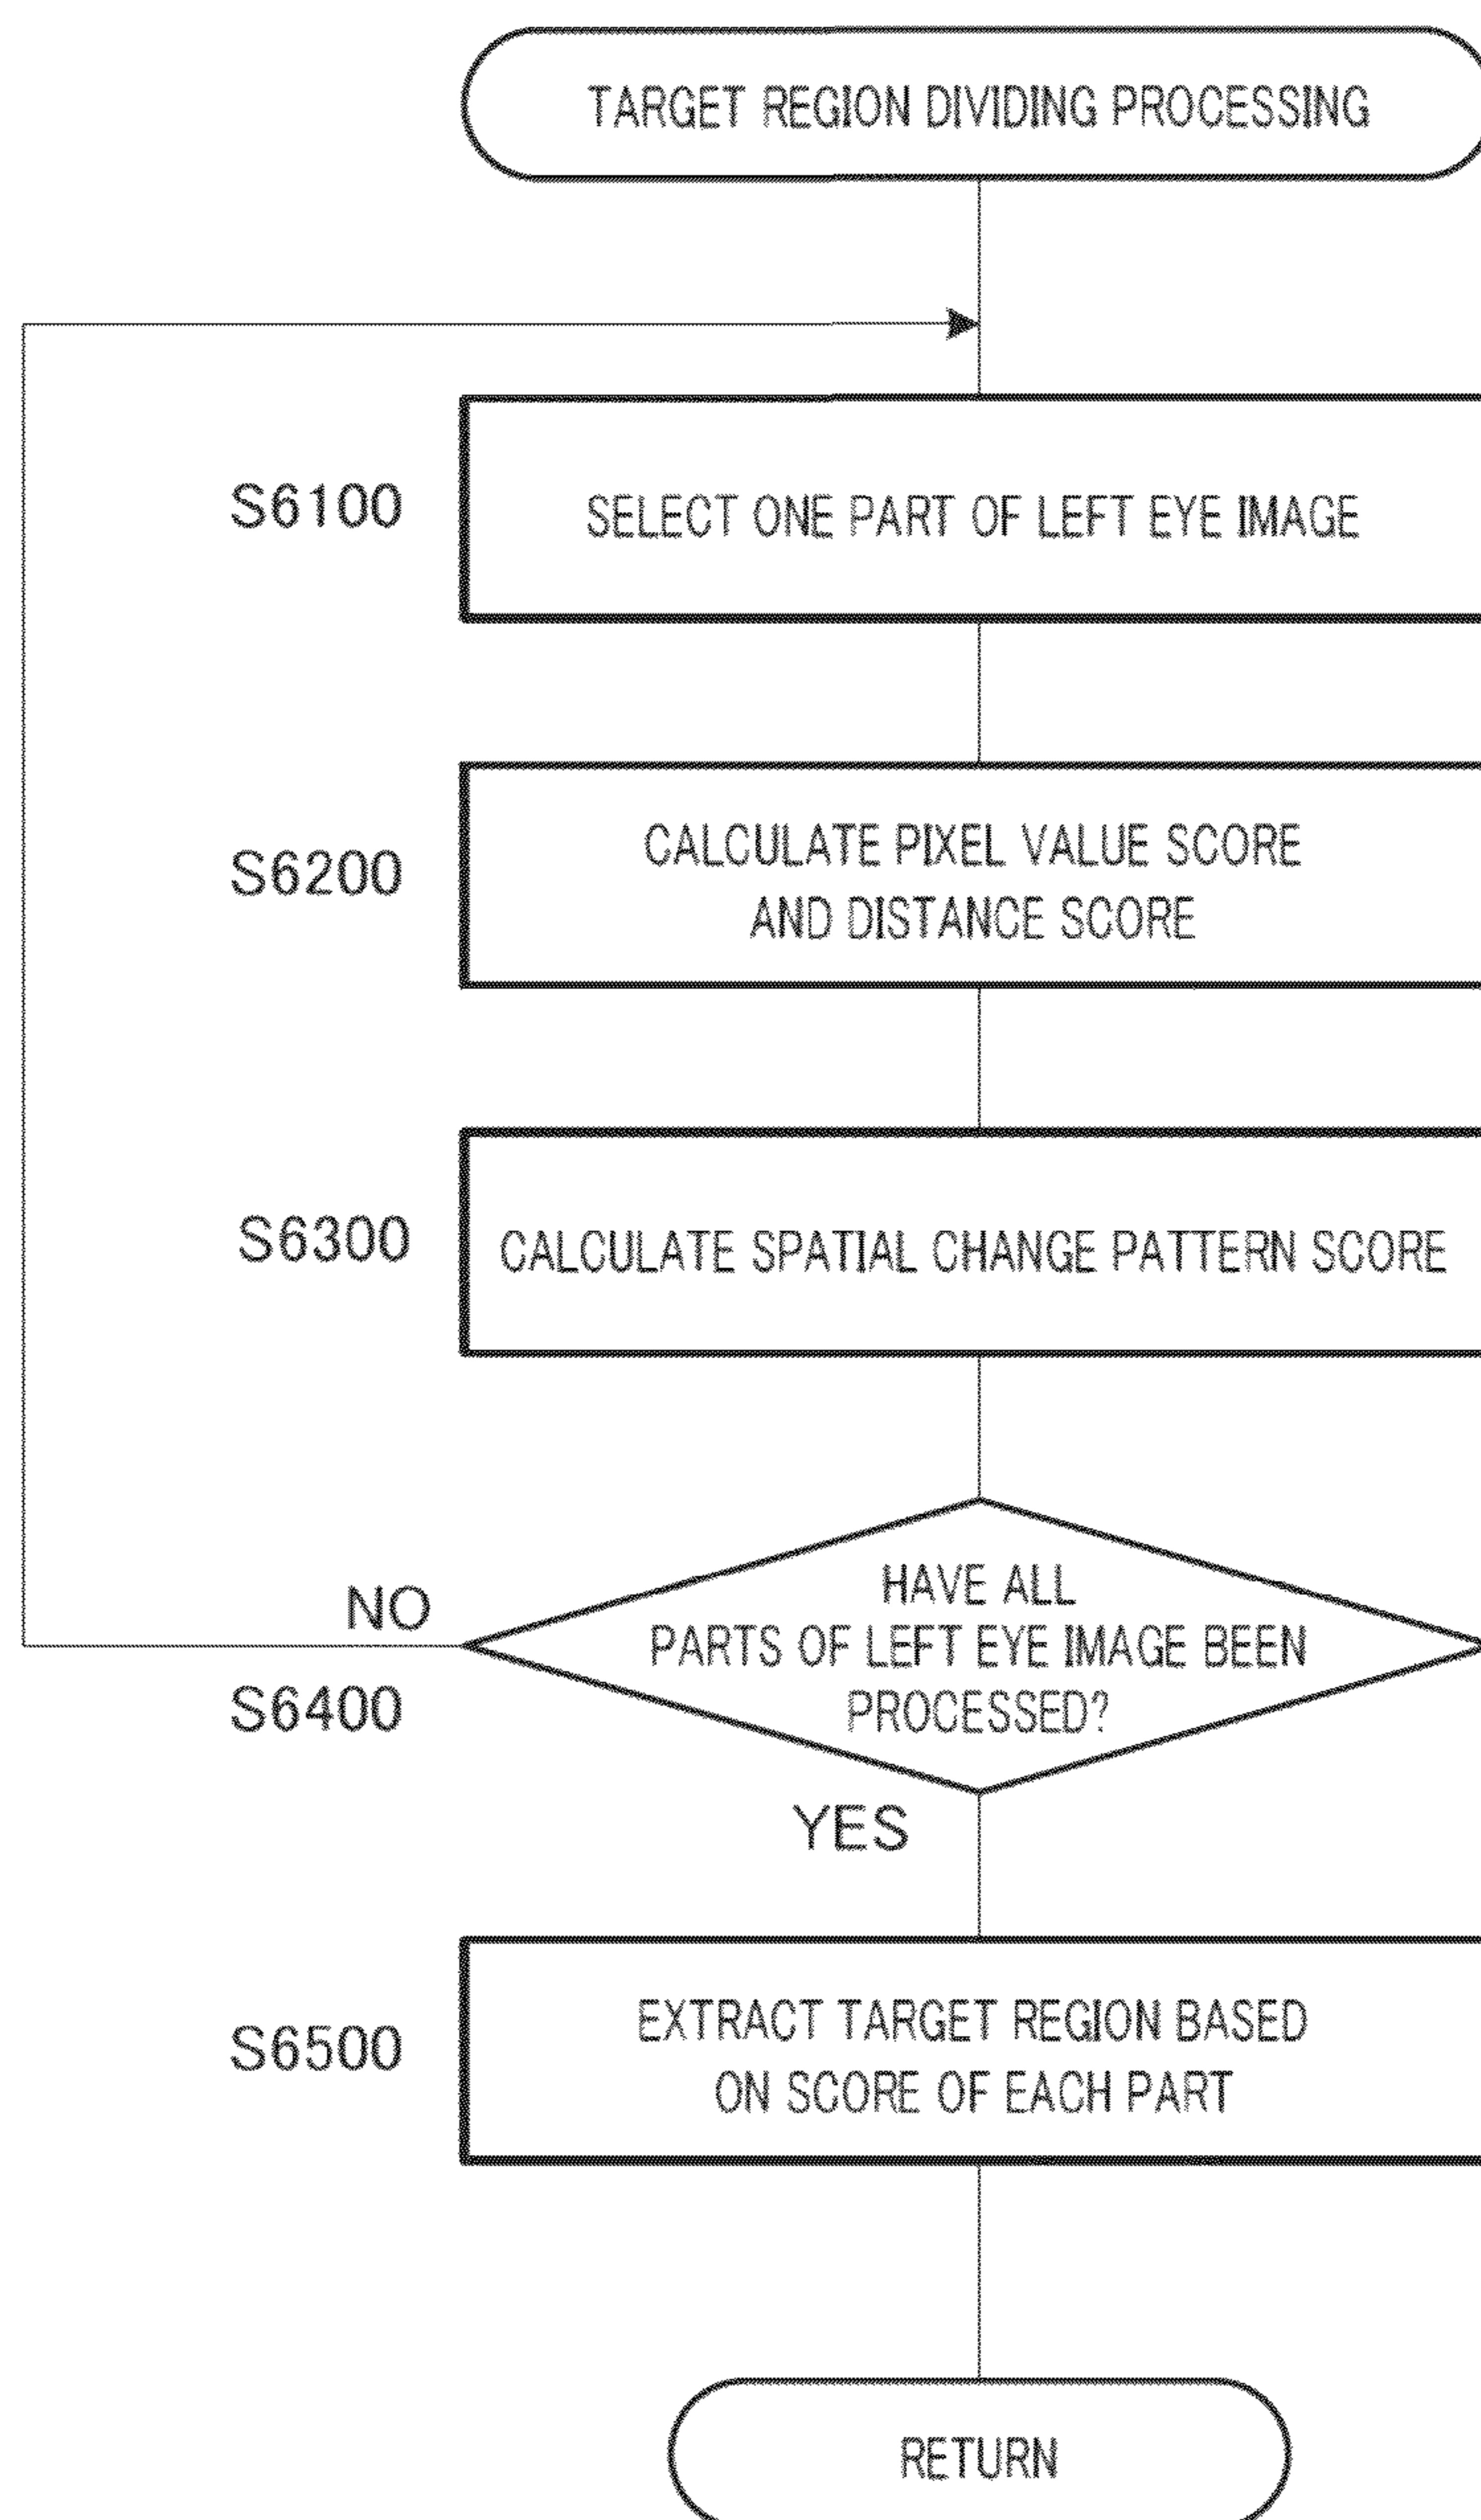 TARGET REGION DIVIDING PROCESSING
S6100
SELECT ONE PART OF LEFT EYE IMAGE
S6200
CALCULATE PIXEL VALUE SCORE
AND DISTANCE SCORE
S6300
CALCULATE SPATIAL CHANGE PATTERN SCORE
HAVE ALL
PARTS OF LEFT EYE IMAGE BEEN
PROCESSED?
NO
S6400
YES
S6500
EXTRACT TARGET REGION BASED
ON SCORE OF EACH PART
RETURN